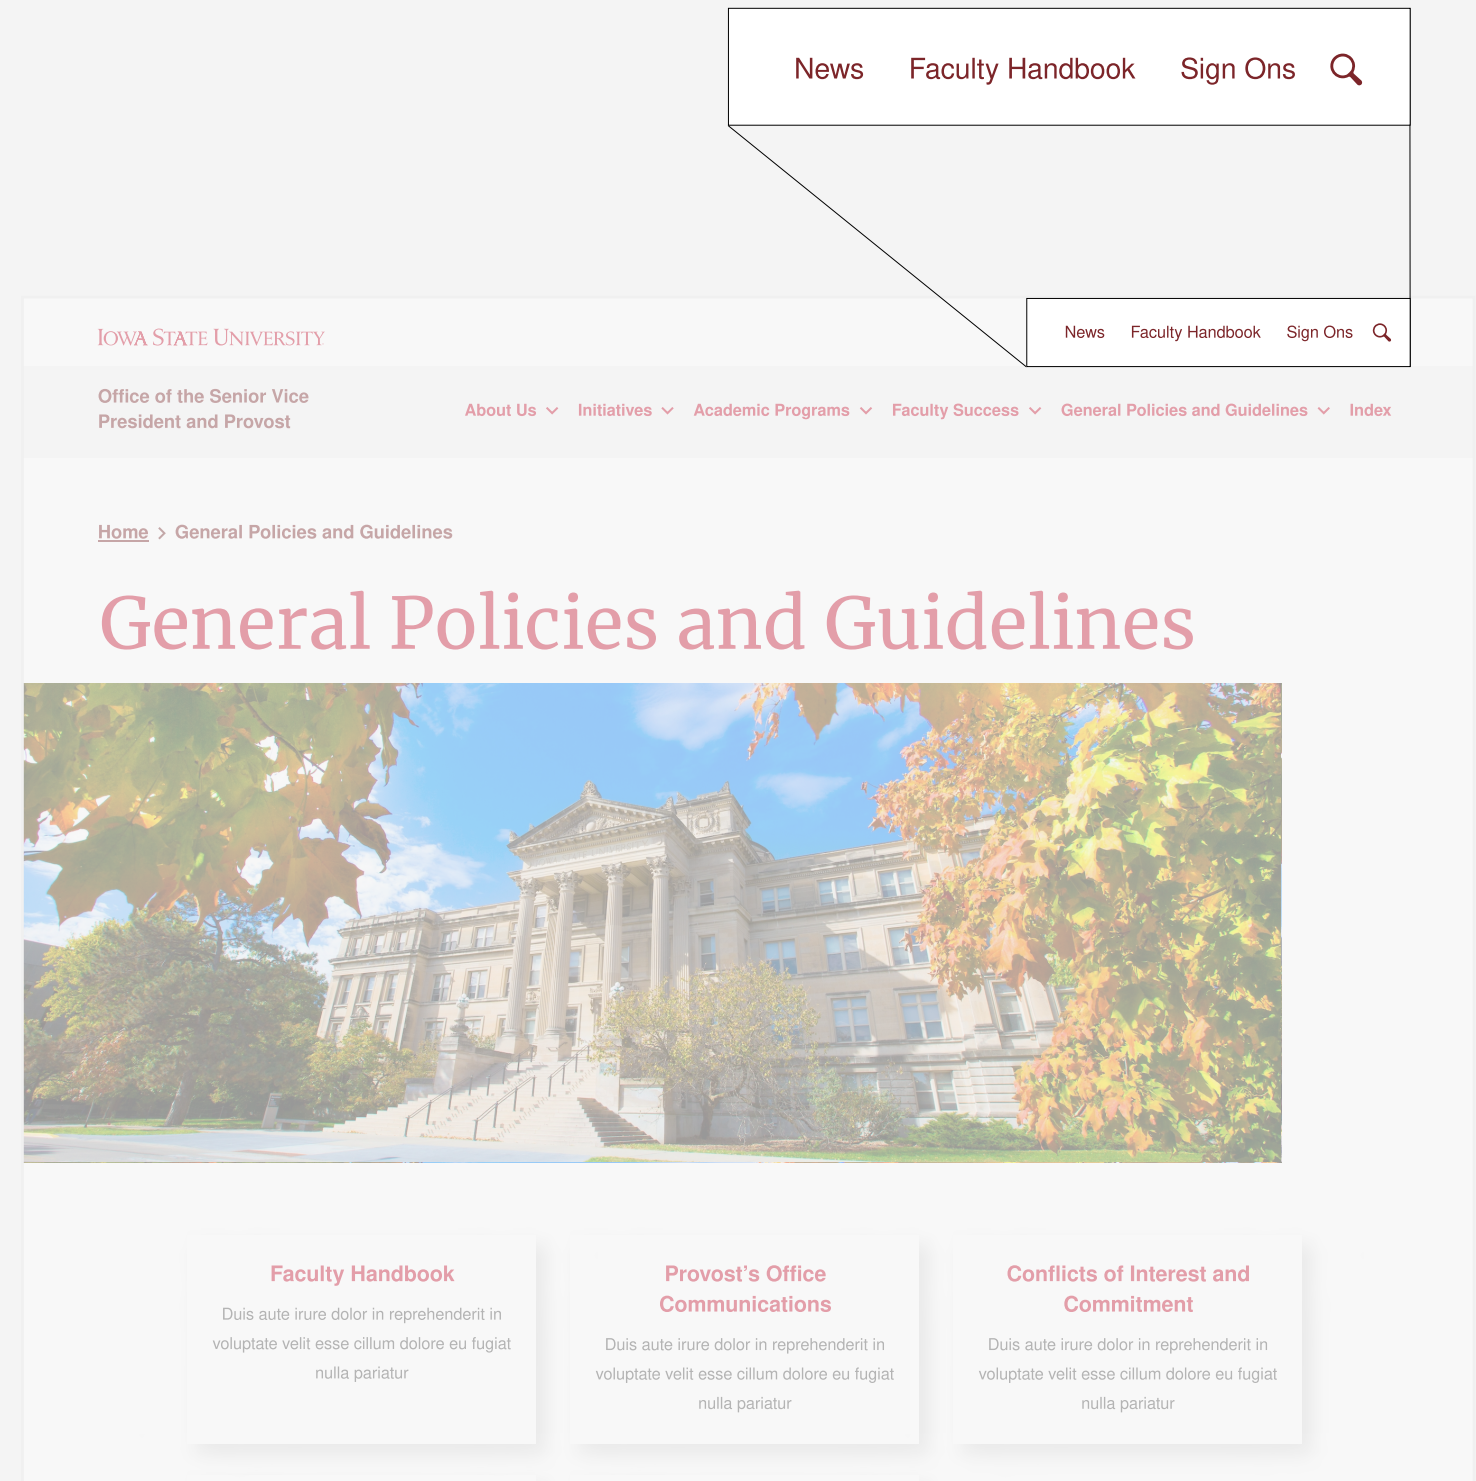 News Faculty Handbook Sign Ons
IOWA STATE UNIVERSITY
News Faculty Handbook Sign Ons
Office of the Senior Vice
President and Provost
About Us Initiatives Academic Programs Faculty Success General Policies and Guidelines Index
Home > General Policies and Guidelines
General Policies and Guidelines
Faculty Handbook
Duis aute irure dolor in reprehenderit in
voluptate velit esse cillum dolore eu fugiat
nulla pariatur
Provost’s Office
Communications
Duis aute irure dolor in reprehenderit in
voluptate velit esse cillum dolore eu fugiat
nulla pariatur
Conflicts of Interest and
Commitment
Duis aute irure dolor in reprehenderit in
voluptate velit esse cillum dolore eu fugiat
nulla pariatur